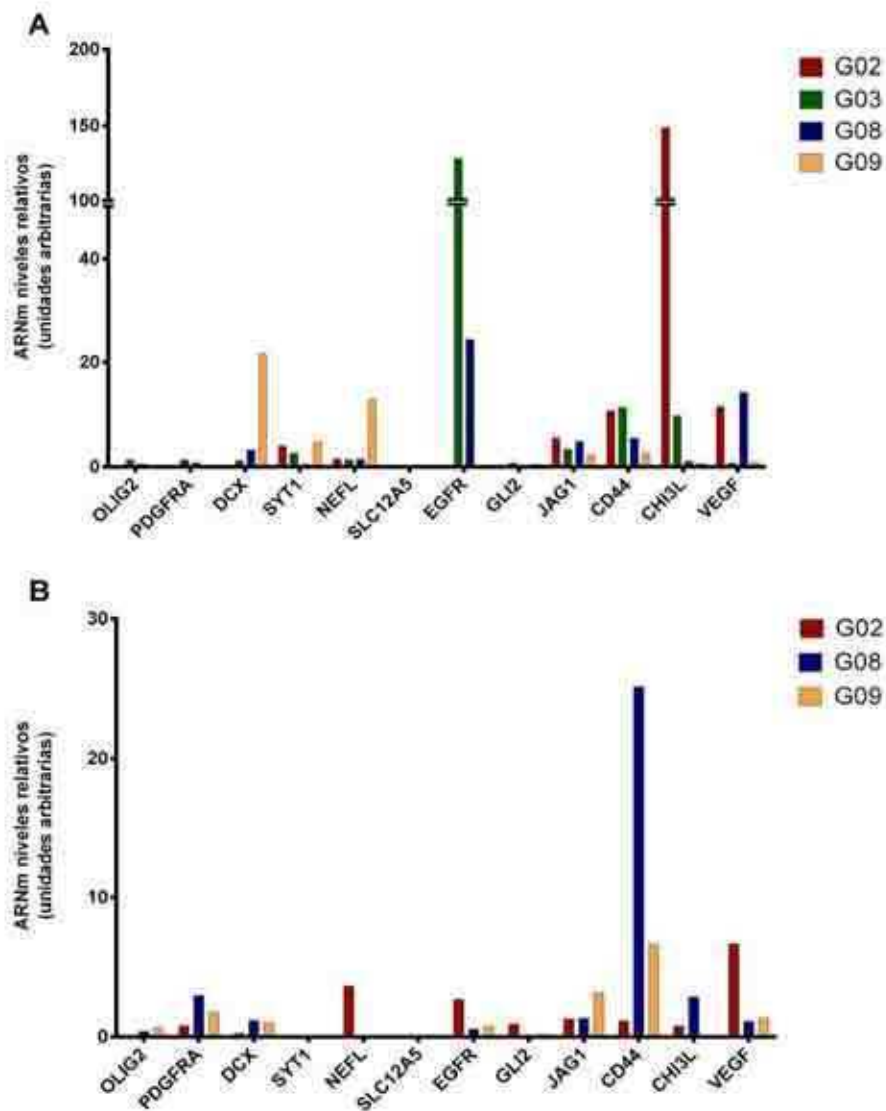 A
200
150
100
40
20
0
ARNm niveles relativos
(unidades arbitrarias)
G02
G03
G08
G09
OLIG2
PDGFRA
DCX
SYT1
NEFL
SLC12A5
EGFR
GLI2
JAG1
CD44
CHI3L
VEGF
B
30
20
10
0
ARNm niveles relativos
(unidades arbitrarias)
G02
G08
G09
OLIG2
PDGFRA
DCX
SYT1
NEFL
SLC12A5
EGFR
GLI2
JAG1
CD44
CHI3L
VEGF